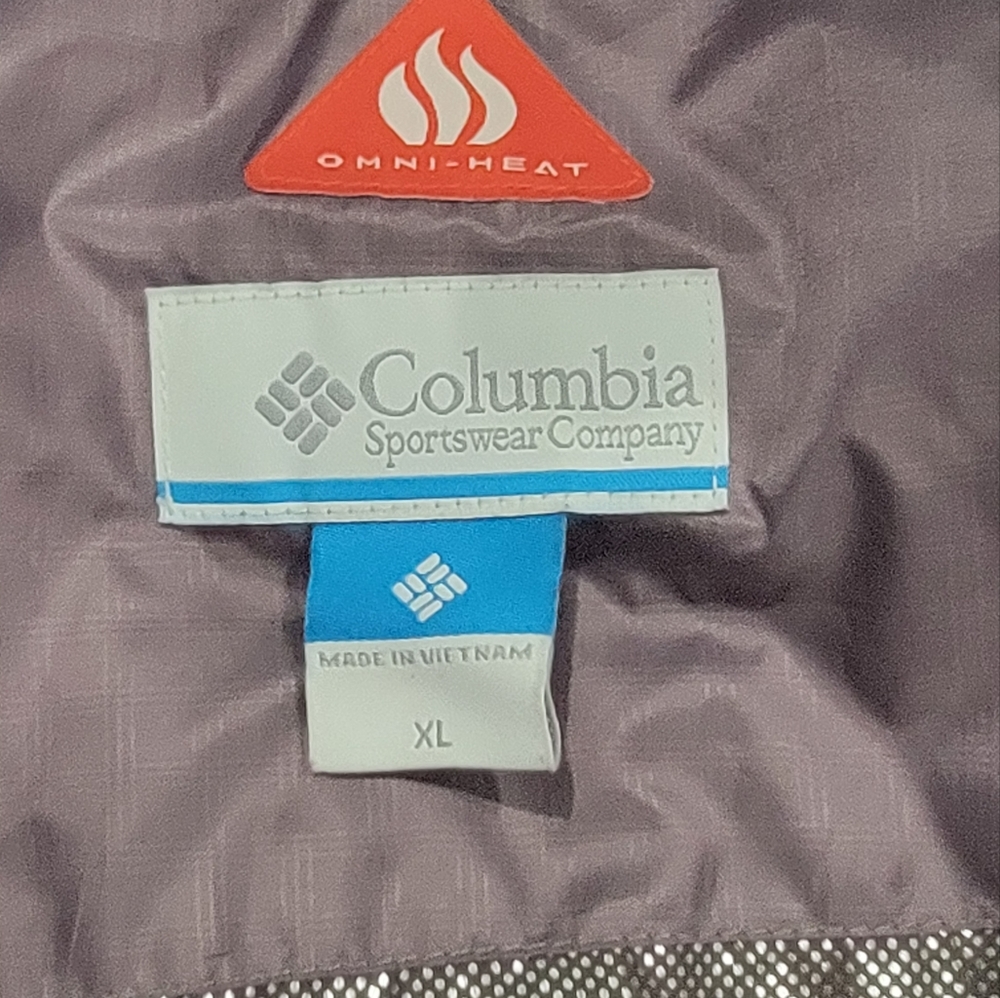 OMNI-HEAT
Columbia
Sportswear Company
MADE IN VIETNAM
XL